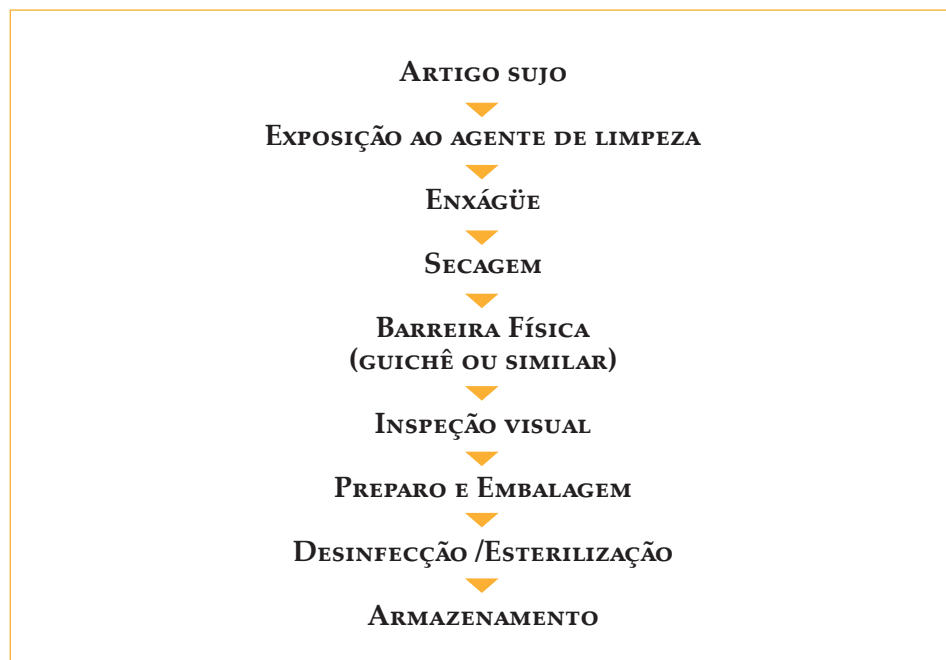 Artigo sujo
Exposição ao agente de limpeza
Enxágüe
Secagem
Barreira Física
(guichê ou similar)
Inspeção visual
Preparo e Embalagem
Desinfecção /Esterilização
Armazenamento